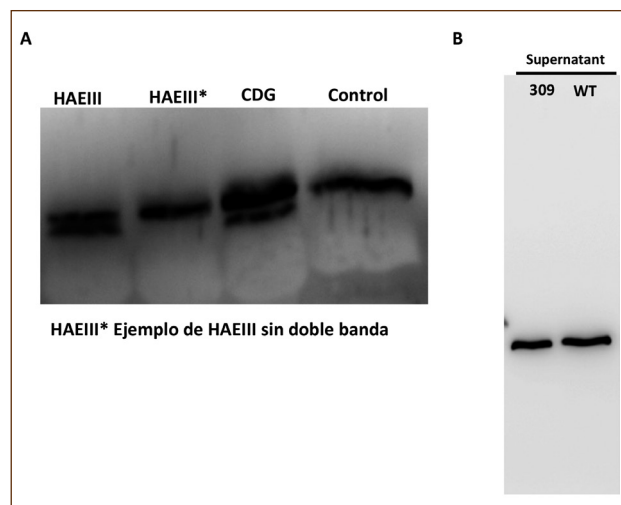 A
HAEIII HAEIII* CDG Control
HAEIII* Ejemplo de HAEIII sin doble banda
B
Supernatant
309 WT